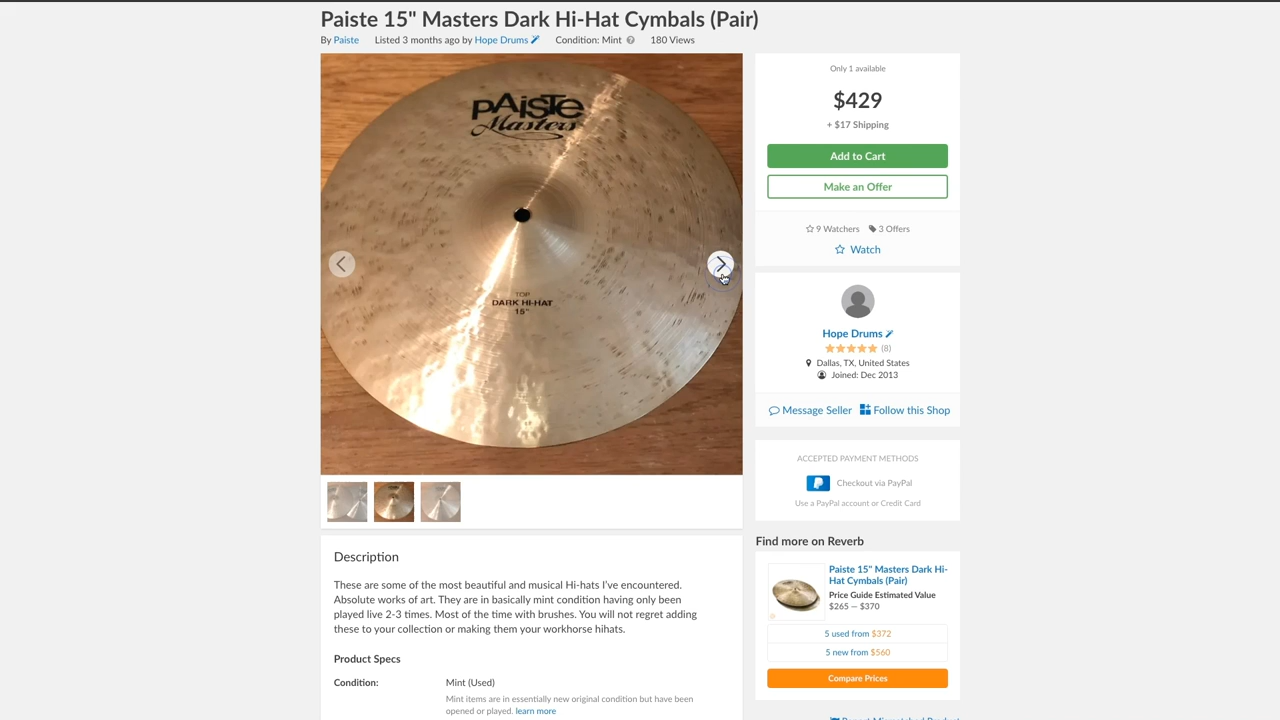 Paiste 15" Masters Dark Hi-Hat Cymbals (Pair)
By Paiste Listed 3 months ago by Hope Drums Condition: Mint 180 Views
PAiSTe
Masters
TOP
DARK HI-HAT
15"
Only 1 available
$429
+ $17 Shipping
Add to Cart
Make an Offer
9 Watchers 3 Offers
Watch
Hope Drums
(8)
Dallas, TX, United States
Joined: Dec 2013
Message Seller Follow this Shop
ACCEPTED PAYMENT METHODS
Checkout via PayPal
Use a PayPal account or Credit Card
Find more on Reverb
Paiste 15" Masters Dark Hi-
Hat Cymbals (Pair)
Price Guide Estimated Value
$265 — $370
5 used from $372
5 new from $560
Compare Prices
Description
These are some of the most beautiful and musical Hi-hats I've encountered.
Absolute works of art. They are in basically mint condition having only been
played live 2-3 times. Most of the time with brushes. You will not regret adding
these to your collection or making them your workhorse hihats.
Product Specs
Condition: Mint (Used)
Mint items are in essentially new original condition but have been
opened or played. learn more